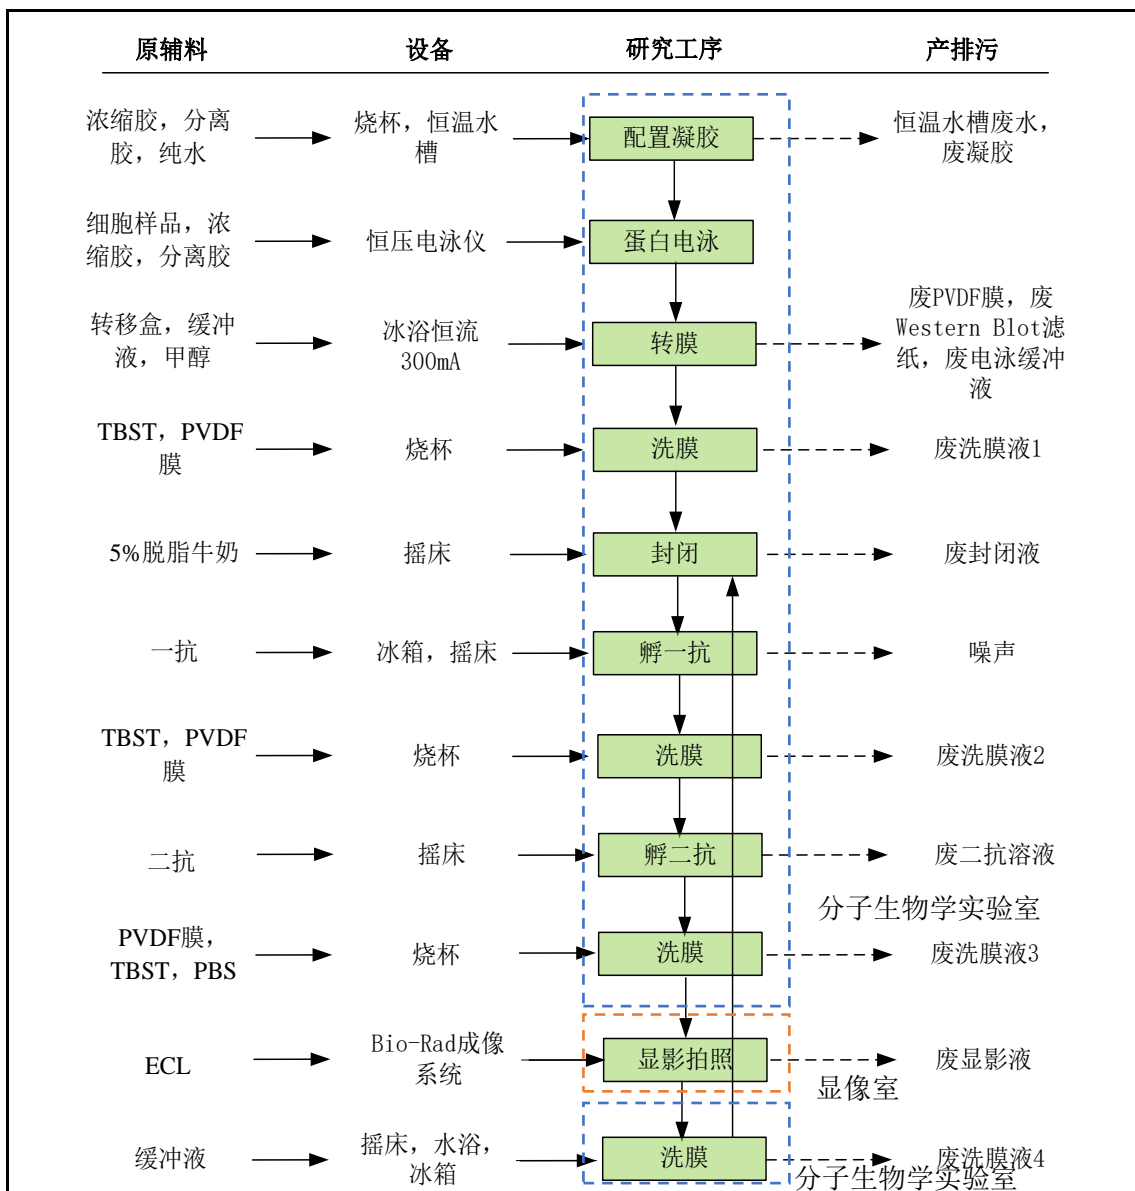 原辅料
设备
研究工序
产排污
浓缩胶，分离
胶，纯水
烧杯，恒温水
槽
配置凝胶
恒温水槽废水，
废凝胶
细胞样品，浓
缩胶，分离胶
恒压电泳仪
蛋白电泳
转移盒，缓冲
液，甲醇
冰浴恒流
300mA
转膜
废PVDF膜，废
Western Blot滤
纸，废电泳缓冲
液
TBST，PVDF
膜
烧杯
洗膜
废洗膜液1
5%脱脂牛奶
摇床
封闭
废封闭液
一抗
冰箱，摇床
孵一抗
噪声
TBST，PVDF
膜
烧杯
洗膜
废洗膜液2
二抗
摇床
孵二抗
废二抗溶液
分子生物学实验室
PVDF膜，
TBST，PBS
烧杯
洗膜
废洗膜液3
ECL
Bio-Rad成像
系统
显影拍照
废显影液
显像室
缓冲液
摇床，水浴，
冰箱
洗膜
废洗膜液4
分子生物学实验室